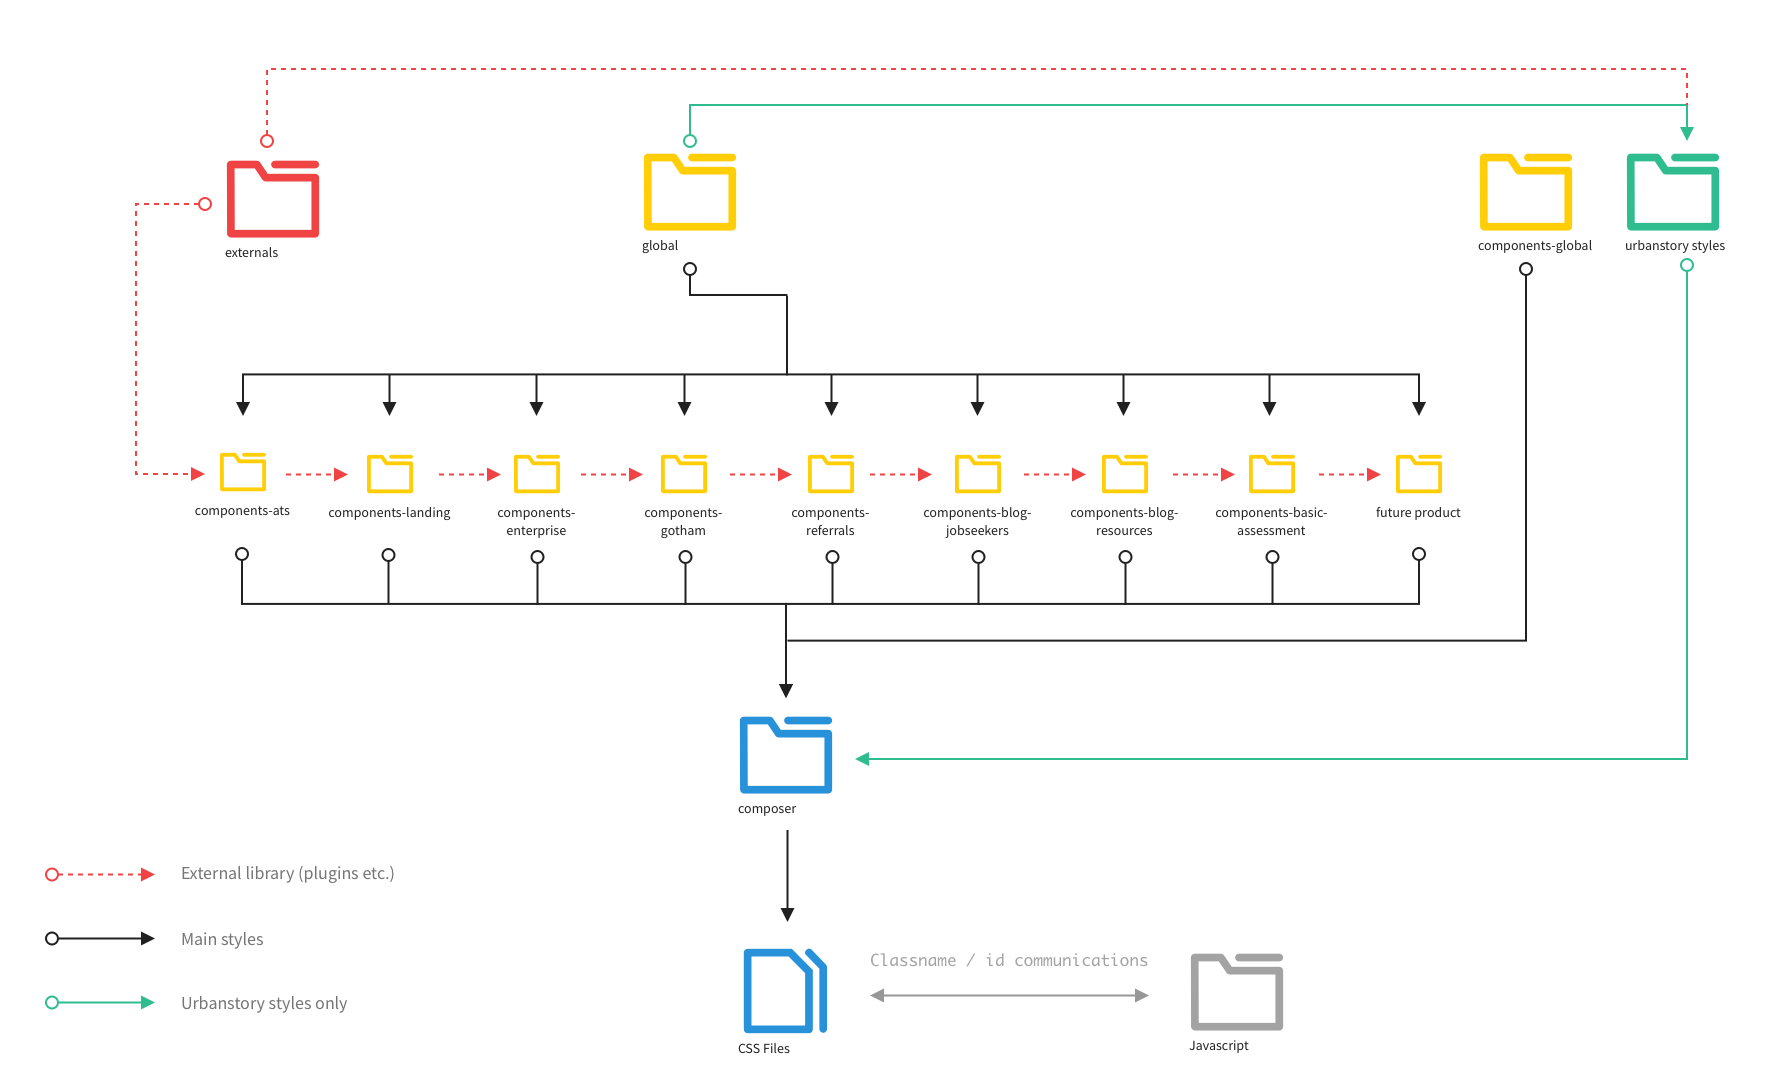 externals
global
components-global
urbanstory styles
components-ats
components-landing
components-
enterprise
components-
gotham
components-
referrals
components-blog-
jobseekers
components-blog-
resources
components-basic-
assessment
future product
composer
External library (plugins etc.)
Main styles
Urbanstory styles only
Classname / id communications
CSS Files
Javascript